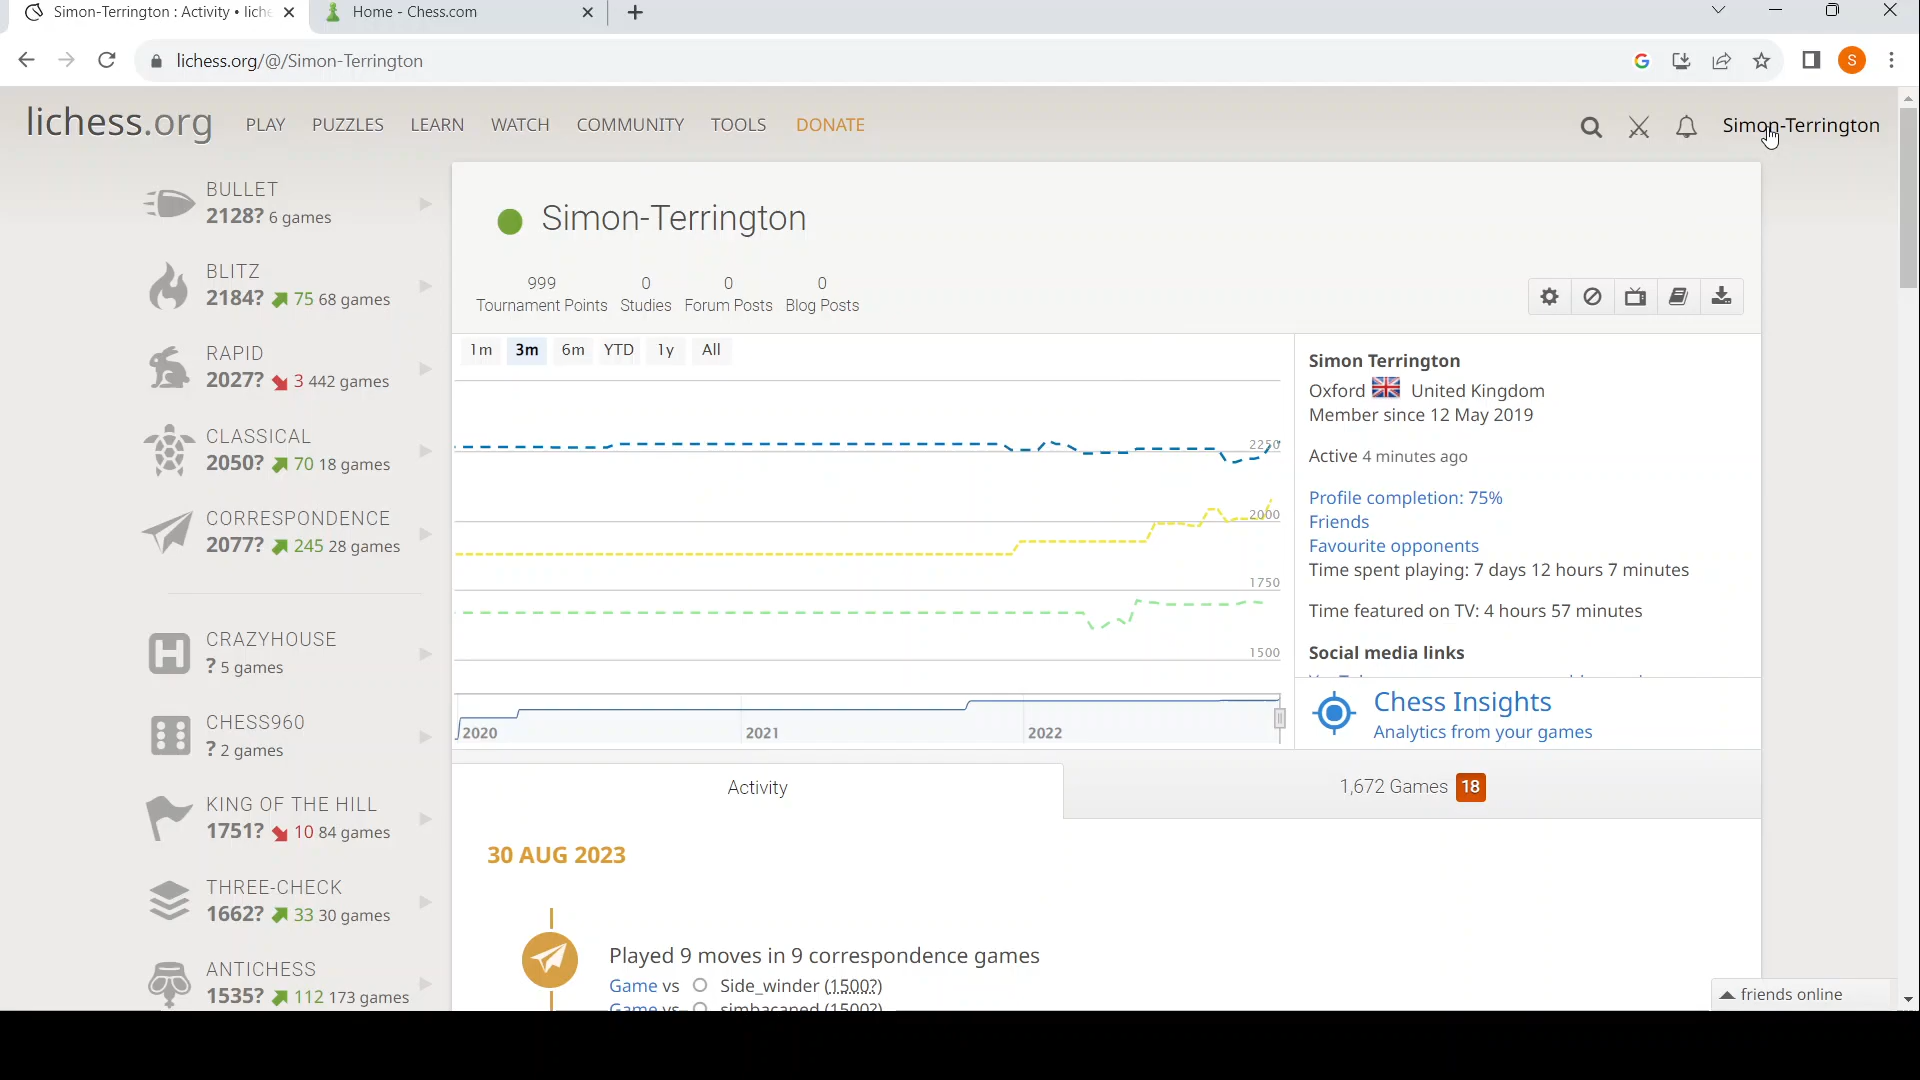 Simon-Terrington : Activity • lich
Home - Chess.com
lichess.org/@/Simon-Terrington
S
lichess.org
PLAY PUZZLES LEARN WATCH COMMUNITY TOOLS DONATE
Simon-Terrington
BULLET
2128? 6 games
BLITZ
2184? 75 68 games
RAPID
2027? 3 442 games
CLASSICAL
2050? 70 18 games
CORRESPONDENCE
2077? 245 28 games
CRAZYHOUSE
? 5 games
CHESS960
? 2 games
KING OF THE HILL
1751? 10 84 games
THREE-CHECK
1662? 33 30 games
ANTICHESS
1535? 112 173 games
Simon-Terrington
999 0 0 0
Tournament Points Studies Forum Posts Blog Posts
1m 3m 6m YTD 1y All
2250
2000
1750
1500
2020 2021 2022
Simon Terrington
Oxford United Kingdom
Member since 12 May 2019
Active 4 minutes ago
Profile completion: 75%
Friends
Favourite opponents
Time spent playing: 7 days 12 hours 7 minutes
Time featured on TV: 4 hours 57 minutes
Social media links
Chess Insights
Analytics from your games
Activity
1,672 Games 18
30 AUG 2023
Played 9 moves in 9 correspondence games
Game vs Side_winder (1500?)
Game vs simbacaned (1500?)
friends online